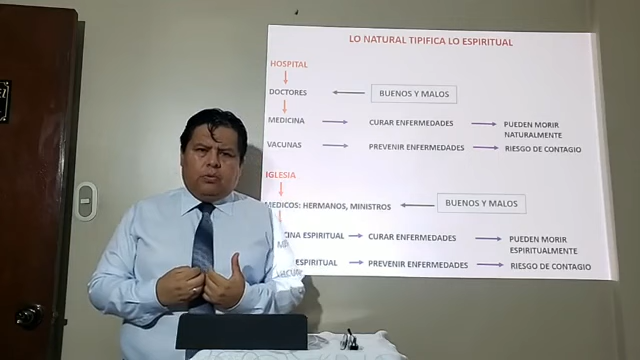 LO NATURAL TIPIFICA LO ESPIRITUAL
HOSPITAL
DOCTORES BUENOS Y MALOS
MEDICINA CURAR ENFERMEDADES PUEDEN MORIR
NATURALMENTE
VACUNAS PREVENIR ENFERMEDADES RIESGO DE CONTAGIO
IGLESIA
MEDICOS: HERMANOS, MINISTROS BUENOS Y MALOS
ESPIRITUAL CURAR ENFERMEDADES PUEDEN MORIR
ESPIRITUALMENTE
VACUNA ESPIRITUAL PREVENIR ENFERMEDADES RIESGO DE CONTAGIO